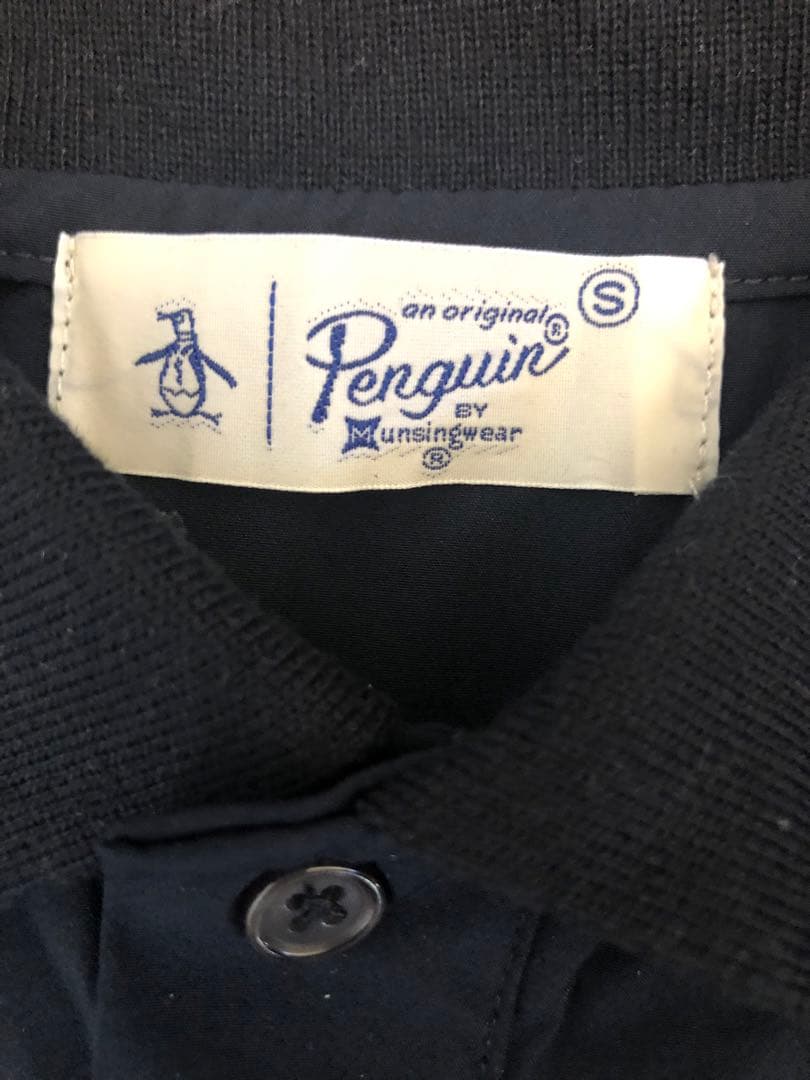 S
an original®
Penguin
BY
Munsingwear
®